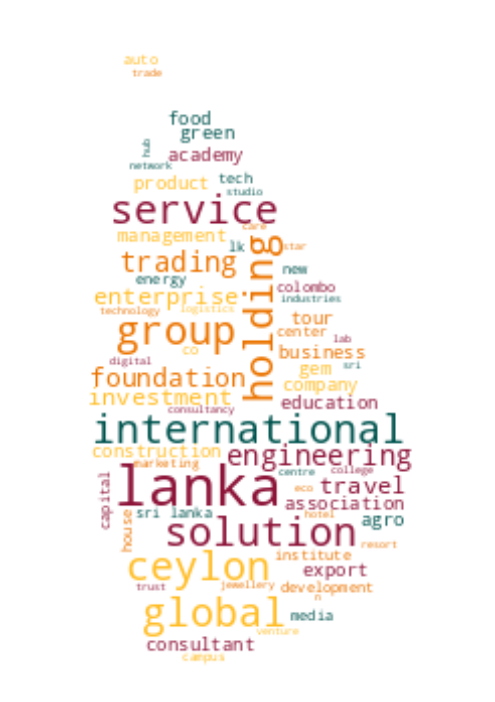 auto
trade
food
green
hub
academy
network
tech
product
studio
service
care
management
lk
star
holding
trading
new
energy
colombo
enterprise
industries
technology
logistics
tour
group
center
lab
co
business
digital
sri
gem
foundation
company
investment
education
consultancy
international
construction
engineering
marketing
centre
college
lanka
travel
capital
eco
association
house
sri lanka
hotel
agro
solution
resort
institute
ceylon
export
trust
jewellery
development
n
global
media
venture
consultant
campus